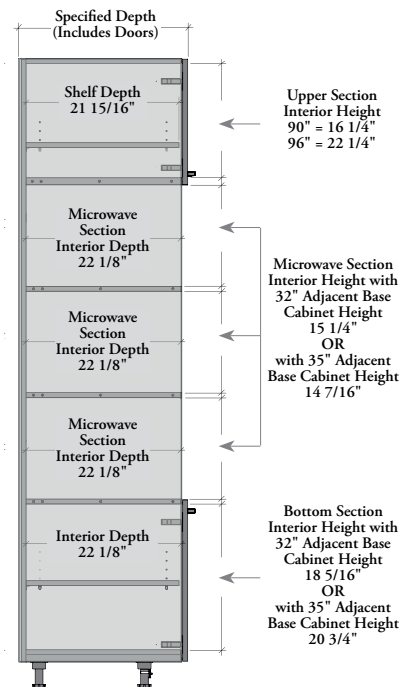 Specified Depth
(Includes Doors)
Shelf Depth
21 15/16"
Upper Section
Interior Height
90" = 16 1/4"
96" = 22 1/4"
Microwave
Section
Interior Depth
22 1/8"
Microwave
Section
Interior Depth
22 1/8"
Microwave
Section
Interior Depth
22 1/8"
Microwave Section
Interior Height with
32" Adjacent Base
Cabinet Height
15 1/4"
OR
with 35" Adjacent
Base Cabinet Height
14 7/16"
Interior Depth
22 1/8"
Bottom Section
Interior Height with
32" Adjacent Base
Cabinet Height
18 5/16"
OR
with 35" Adjacent
Base Cabinet Height
20 3/4"